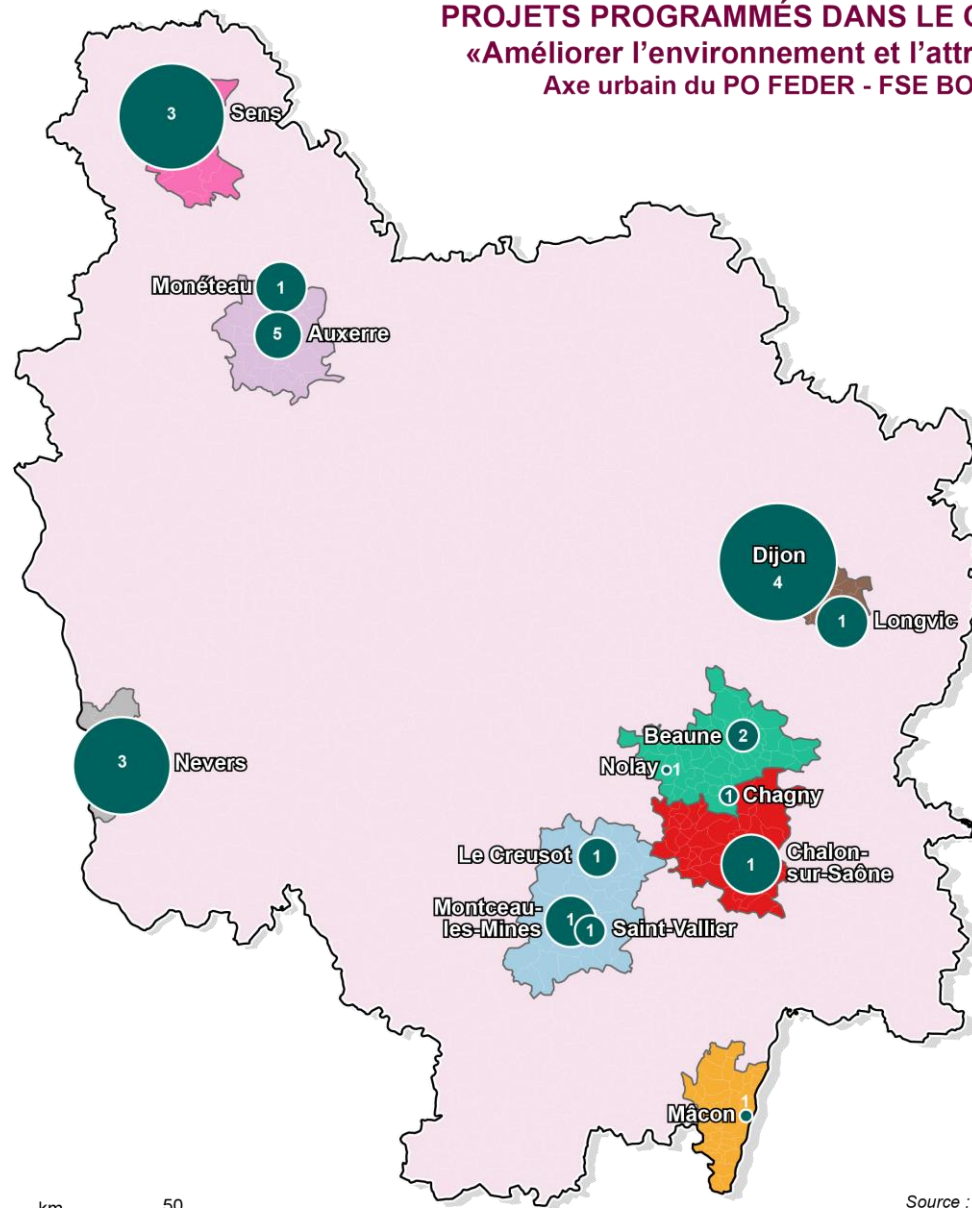 PROJETS PROGRAMMÉS DANS LE
«Améliorer l'environnement et
Axe urbain du PO FEDER - FSE
3
Sens
Monéteau
1
5
Auxerre
Dijon
4
1
Longvic
3
Nevers
Beaune
2
Nolay
1
1
Chagny
Le Creusot
1
1
Chalon-
sur-Saône
Montceau-
les-Mines
1
1
Saint-Vallier
1
Mâcon
km
50
Source :